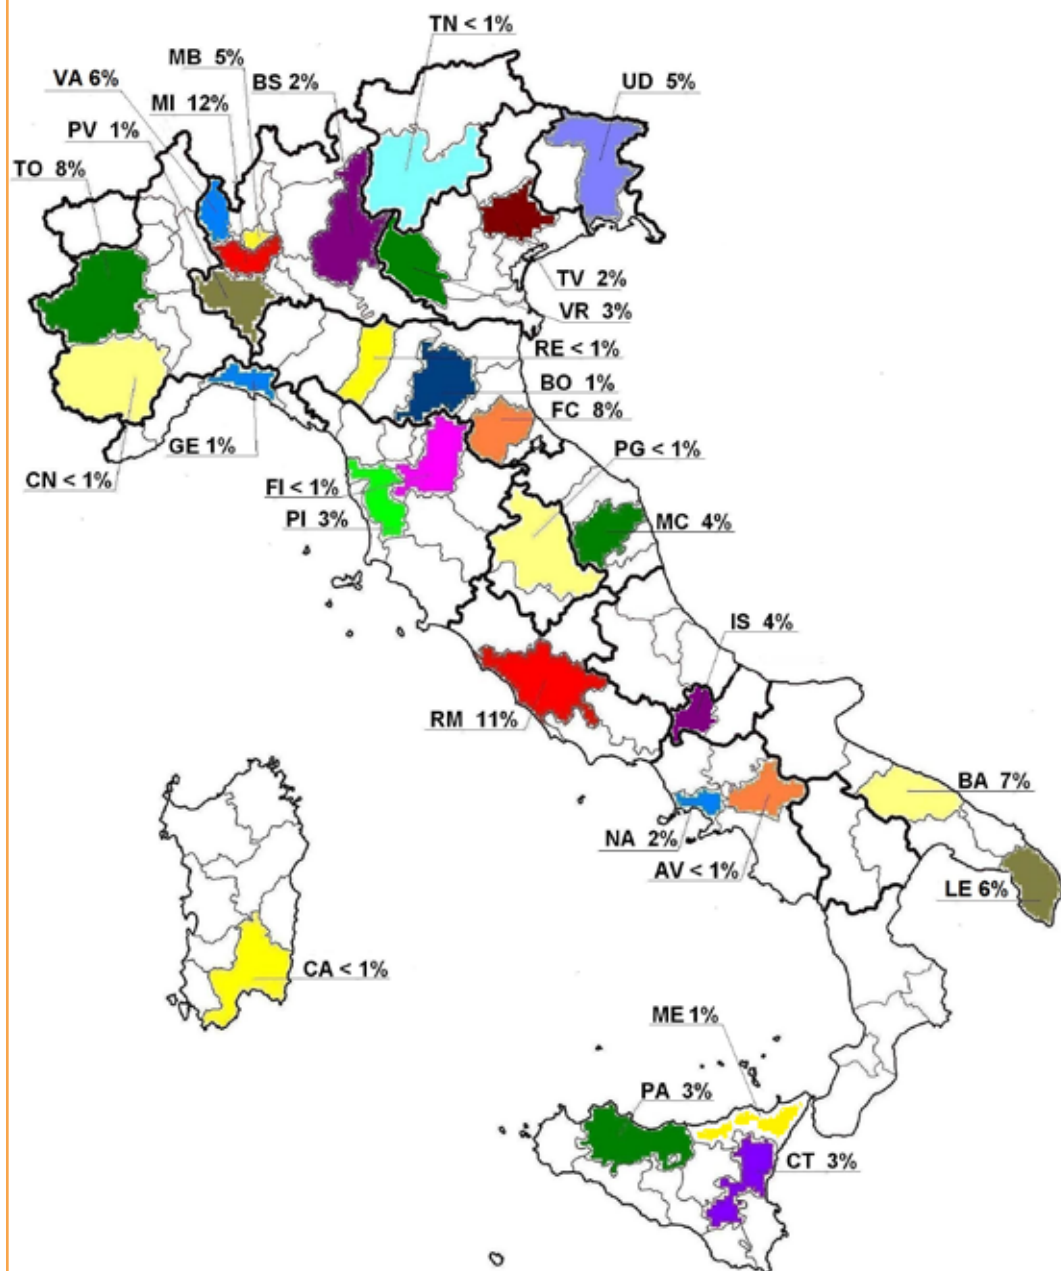 TN < 1%
MB 5%
VA 6%
BS 2%
UD 5%
MI 12%
PV 1%
TO 8%
TV 2%
VR 3%
RE < 1%
BO 1%
FC 8%
GE 1%
PG < 1%
CN < 1%
FI < 1%
PI 3%
MC 4%
IS 4%
RM 11%
BA 7%
NA 2%
AV < 1%
LE 6%
CA < 1%
ME 1%
PA 3%
CT 3%